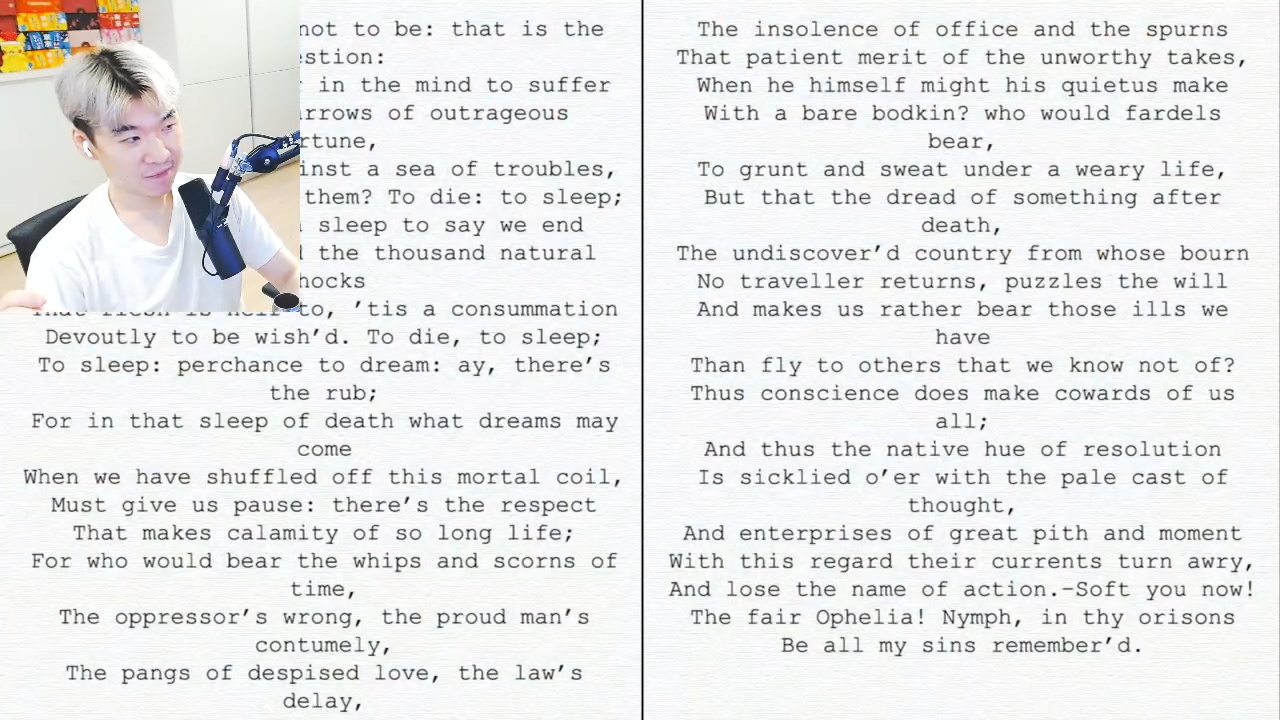 not to be: that is the
estion:
in the mind to suffer
rrows of outrageous
rtune,
inst a sea of troubles,
them? To die: to sleep;
sleep to say we end
the thousand natural
hocks
to, ’tis a consummation
Devoutly to be wish’d. To die, to sleep;
To sleep: perchance to dream: ay, there’s
the rub;
For in that sleep of death what dreams may
come
When we have shuffled off this mortal coil,
Must give us pause: there’s the respect
That makes calamity of so long life;
For who would bear the whips and scorns of
time,
The oppressor’s wrong, the proud man’s
contumely,
The pangs of despised love, the law’s
delay,
The insolence of office and the spurns
That patient merit of the unworthy takes,
When he himself might his quietus make
With a bare bodkin? who would fardels
bear,
To grunt and sweat under a weary life,
But that the dread of something after
death,
The undiscover’d country from whose bourn
No traveller returns, puzzles the will
And makes us rather bear those ills we
have
Than fly to others that we know not of?
Thus conscience does make cowards of us
all;
And thus the native hue of resolution
Is sicklied o’er with the pale cast of
thought,
And enterprises of great pith and moment
With this regard their currents turn awry,
And lose the name of action.–Soft you now!
The fair Ophelia! Nymph, in thy orisons
Be all my sins remember’d.